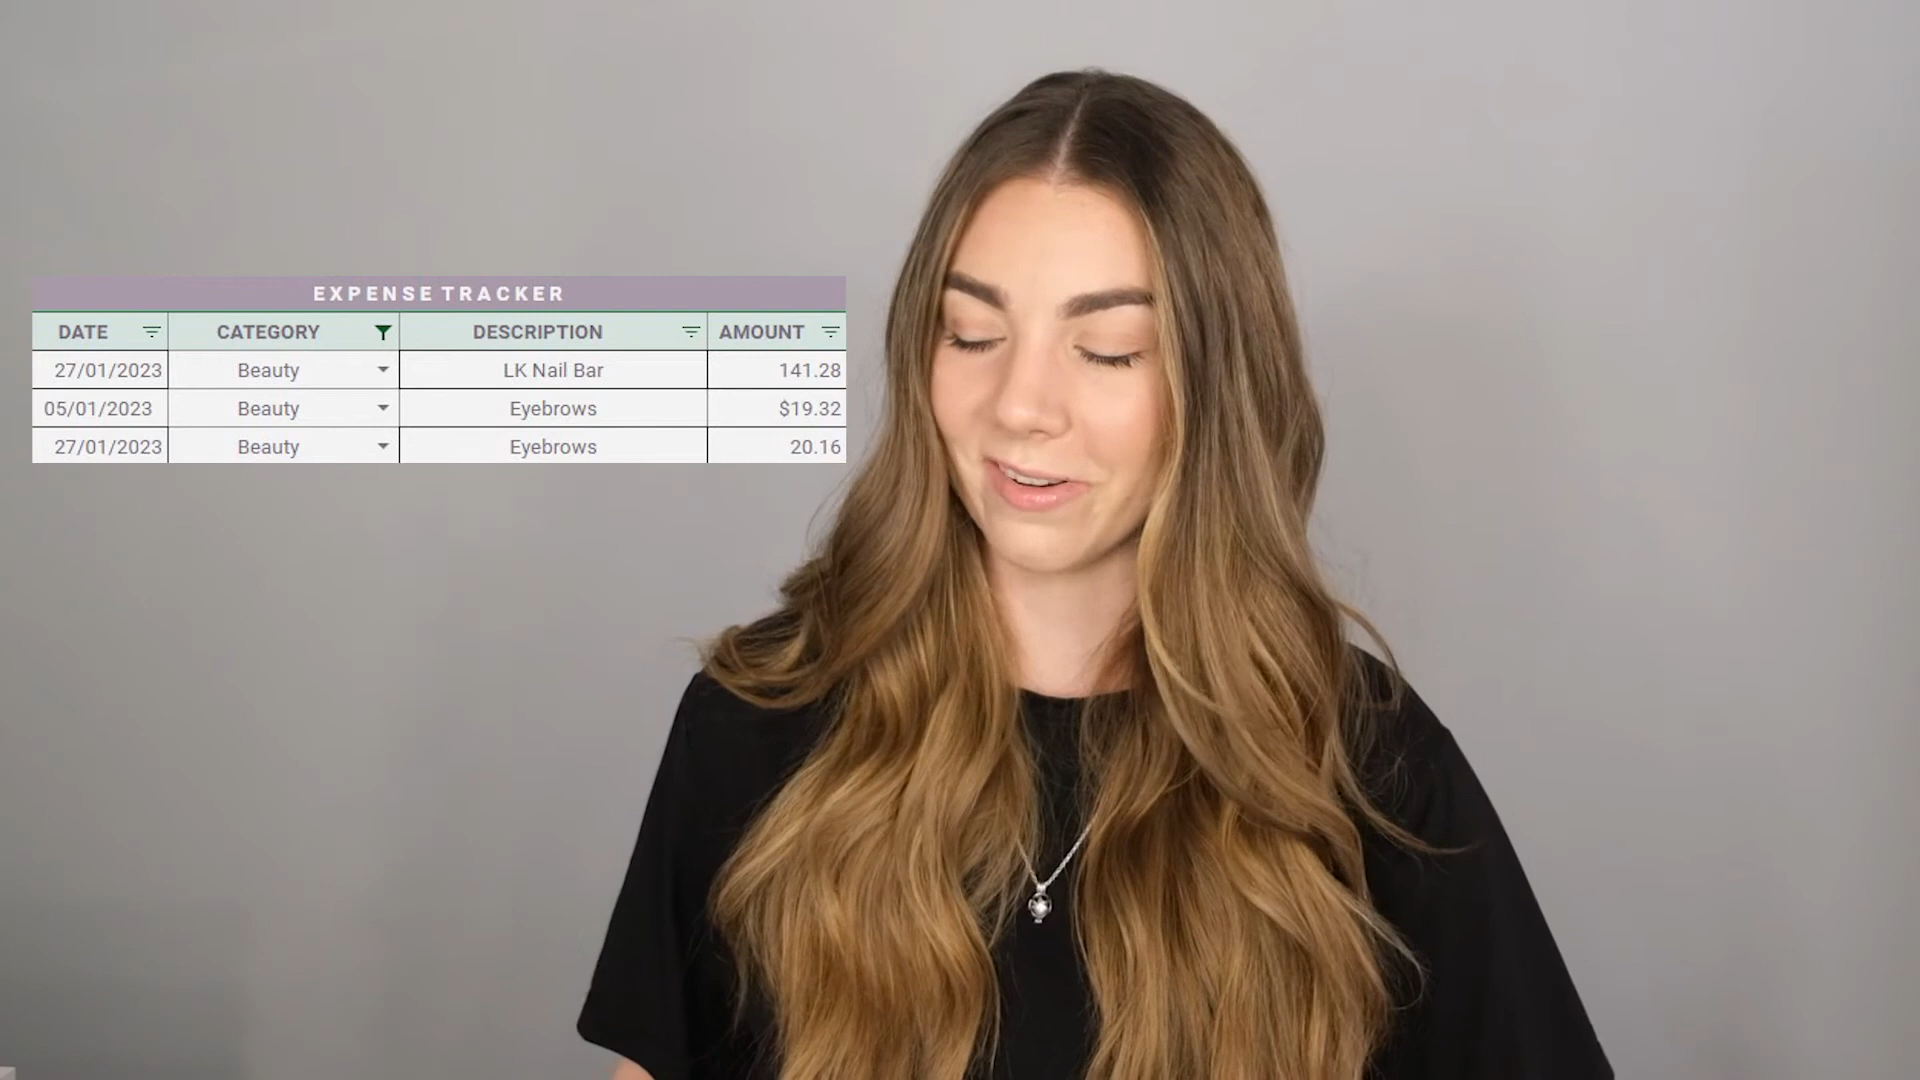 EXPENSE TRACKER
DATE CATEGORY DESCRIPTION AMOUNT
27/01/2023 Beauty LK Nail Bar 141.28
05/01/2023 Beauty Eyebrows $19.32
27/01/2023 Beauty Eyebrows 20.16